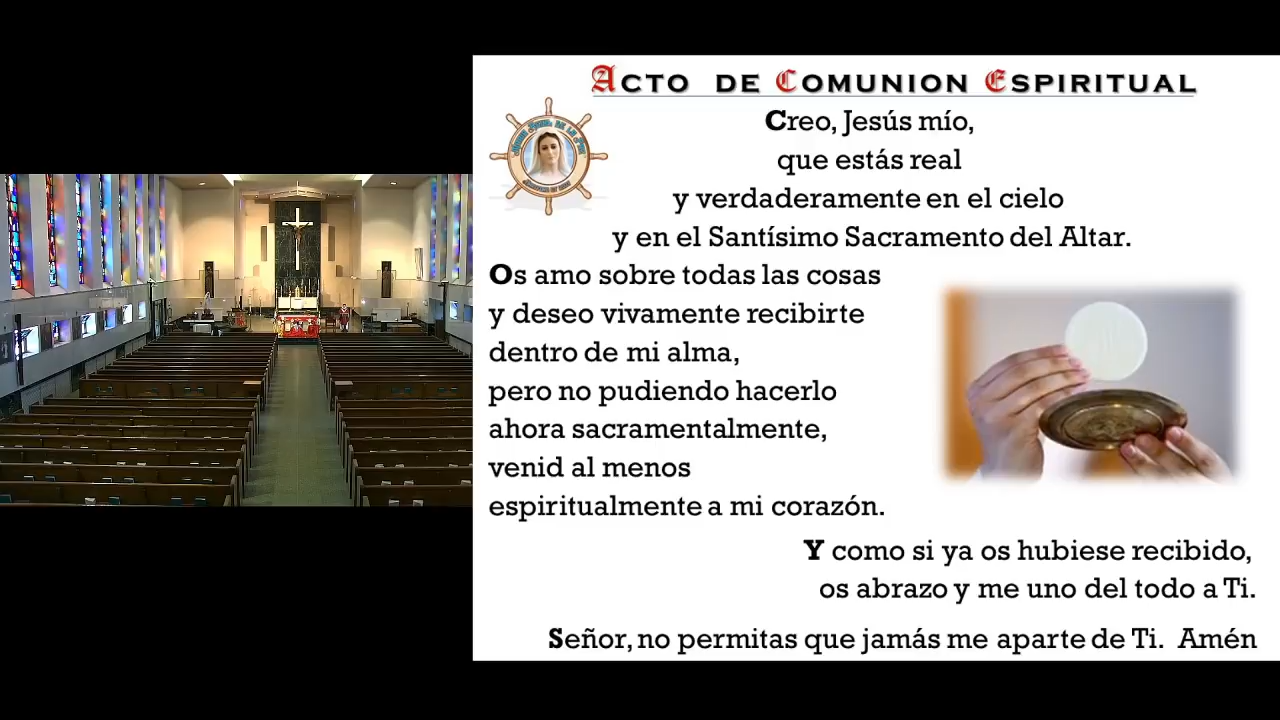 ACTO DE COMUNION ESPIRITUAL
Creo, Jesús mío,
que estás real
y verdaderamente en el cielo
y en el Santísimo Sacramento del Altar.
Os amo sobre todas las cosas
y deseo vivamente recibirte
dentro de mi alma,
pero no pudiendo hacerlo
ahora sacramentalmente,
venid al menos
espiritualmente a mi corazón.
Y como si ya os hubiese recibido,
os abrazo y me uno del todo a Ti.
Señor, no permitas que jamás me aparte de Ti. Amén